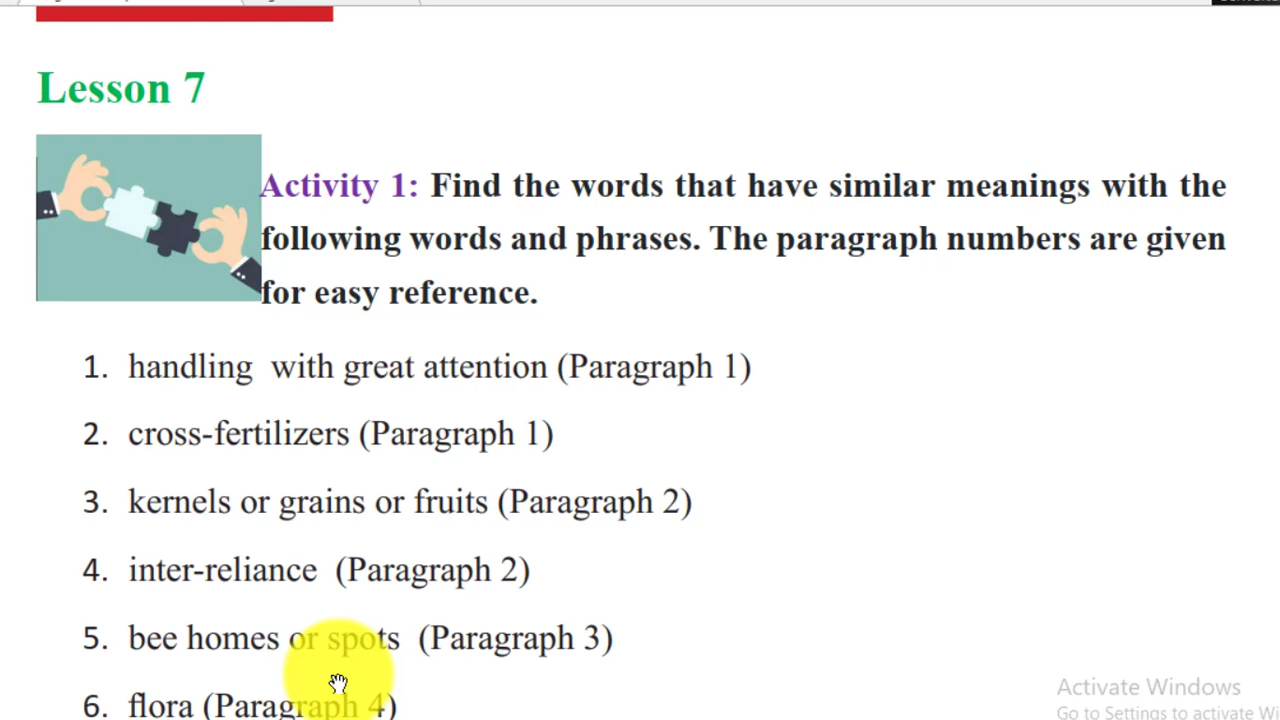 Lesson 7
Activity 1: Find the words that have similar meanings with the
following words and phrases. The paragraph numbers are given
for easy reference.
1. handling with great attention (Paragraph 1)
2. cross-fertilizers (Paragraph 1)
3. kernels or grains or fruits (Paragraph 2)
4. inter-reliance (Paragraph 2)
5. bee homes or spots (Paragraph 3)
6. flora (Paragraph 4)
Activate Windows
Go to Settings to activate Wi